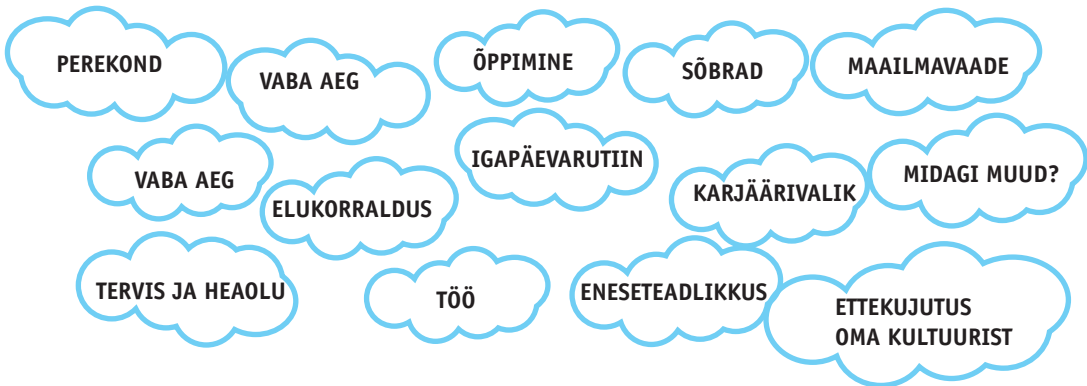 PEREKOND
VABA AEG
ÕPPIMINE
SÕBRAD
MAAILMAVAADE
VABA AEG
ELUKORRALDUS
IGAPÄEVARUTIIN
KARJÄÄRIVALIK
MIDAGI MUUD?
TERVIS JA HEAOLU
TÖÖ
ENESETEADLIKKUS
ETTEKUJUTUS
OMA KULTUURIST